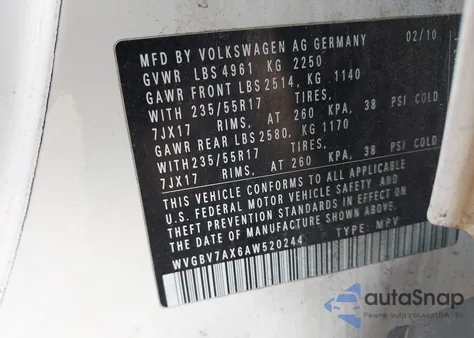 MFD BY VOLKSWAGEN AG GERMANY 02/10
GVWR LBS 4961 KG 2250
GAWR FRONT LBS 2514, KG 1140
WITH 235/55R17 TIRES,
7JX17 RIMS, AT 260 KPA, 38 PSI COLD
GAWR REAR LBS 2580, KG 1170
WITH 235/55R17 TIRES,
7JX17 RIMS, AT 260 KPA, 38 PSI COLD
THIS VEHICLE CONFORMS TO ALL APPLICABLE
U.S. FEDERAL MOTOR VEHICLE SAFETY AND
THEFT PREVENTION STANDARDS IN EFFECT
ON THE DATE OF MANUFACTURE SHOWN ABOVE.
WVGBV7AX6AW520244 TYPE: MPV
autoSnap